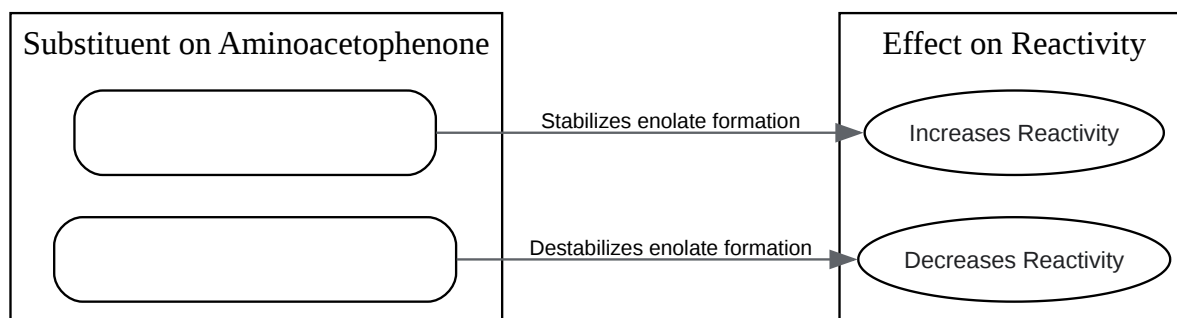 Substituent on Aminoacetophenone
Effect on Reactivity
Stabilizes enolate formation
Increases Reactivity
Destabilizes enolate formation
Decreases Reactivity